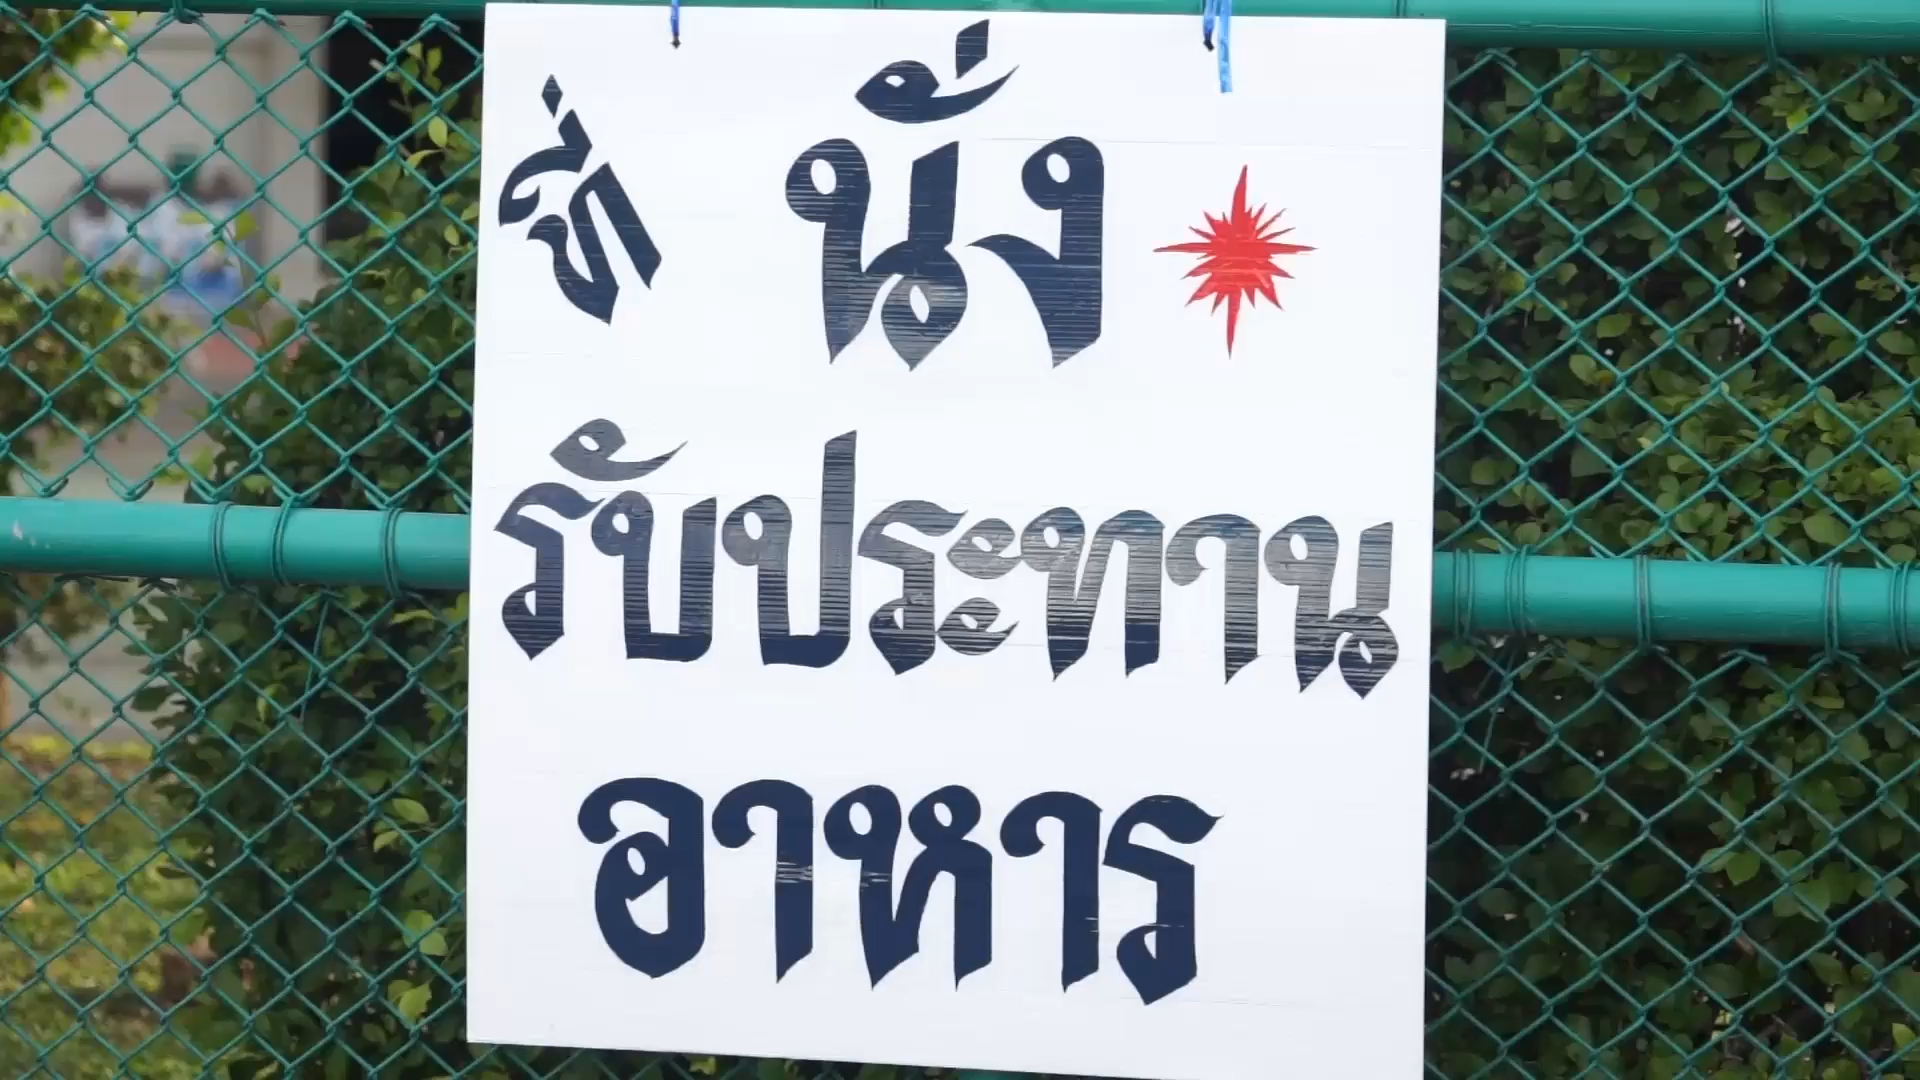 ที่ นั่ง
รับประทาน
อาหาร